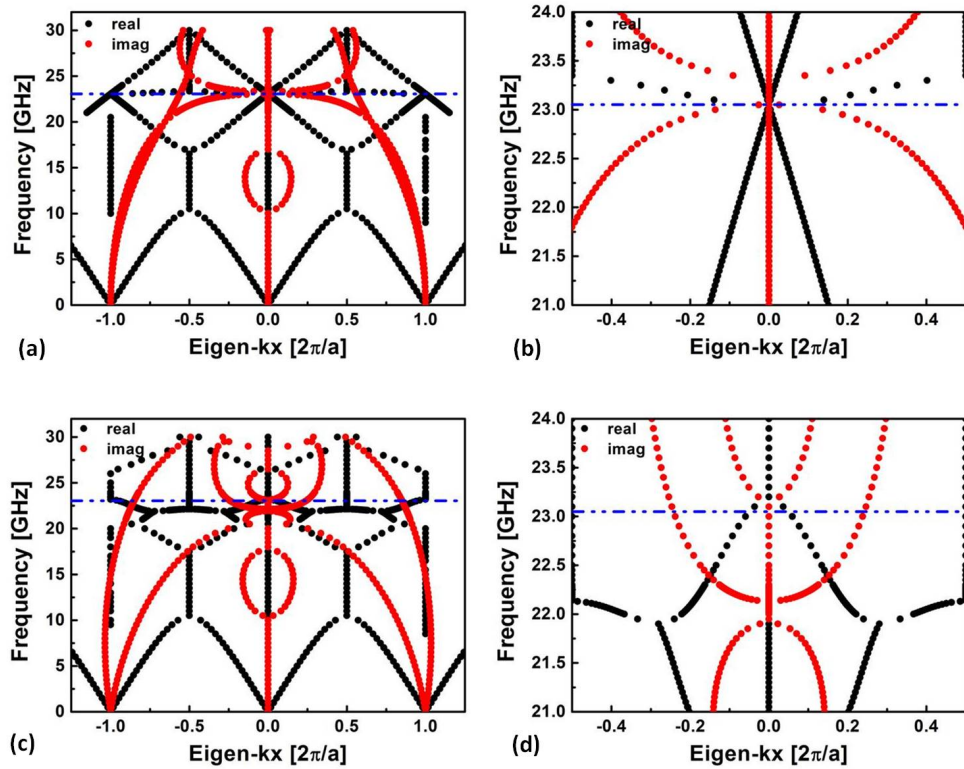 30
25
20
15
10
5
0
Frequency [GHz]
real
imag
-1.0
-0.5
0.0
0.5
1.0
Eigen-kx [2π/a]
(a)
24.0
23.5
23.0
22.5
22.0
21.5
21.0
Frequency [GHz]
real
imag
-0.4
-0.2
0.0
0.2
0.4
Eigen-kx [2π/a]
(b)
30
25
20
15
10
5
0
Frequency [GHz]
real
imag
-1.0
-0.5
0.0
0.5
1.0
Eigen-kx [2π/a]
(c)
24.0
23.5
23.0
22.5
22.0
21.5
21.0
Frequency [GHz]
real
imag
-0.4
-0.2
0.0
0.2
0.4
Eigen-kx [2π/a]
(d)